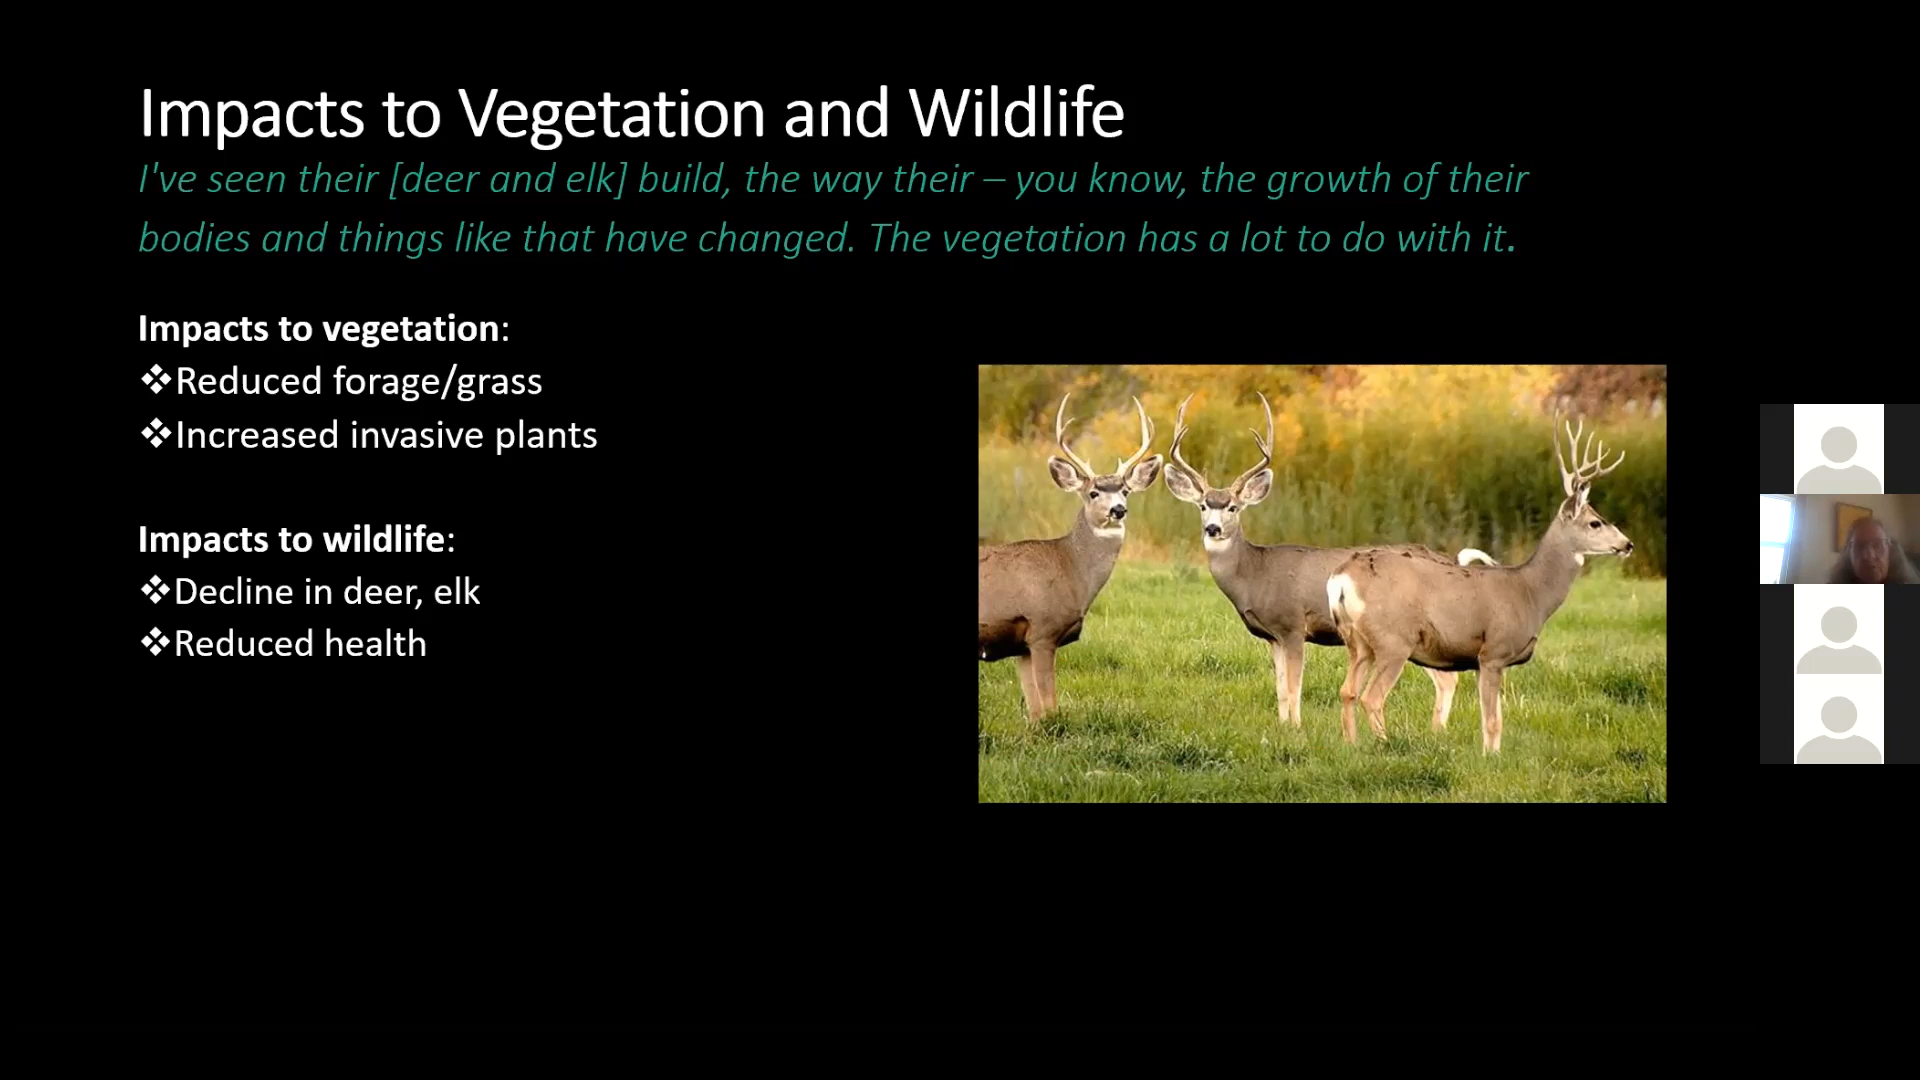 Impacts to Vegetation and Wildlife
I've seen their [deer and elk] build, the way their – you know, the growth of their
bodies and things like that have changed. The vegetation has a lot to do with it.
Impacts to vegetation:
❖Reduced forage/grass
❖Increased invasive plants
Impacts to wildlife:
❖Decline in deer, elk
❖Reduced health